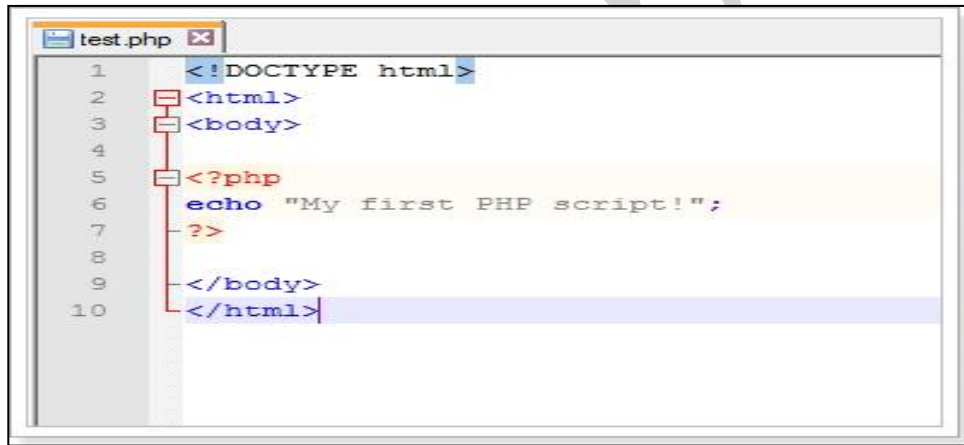 test.php
1 <!DOCTYPE html>
2 <html>
3 <body>
4
5 <?php
6 echo "My first PHP script!";
7 ?>
8
9 </body>
10 </html>